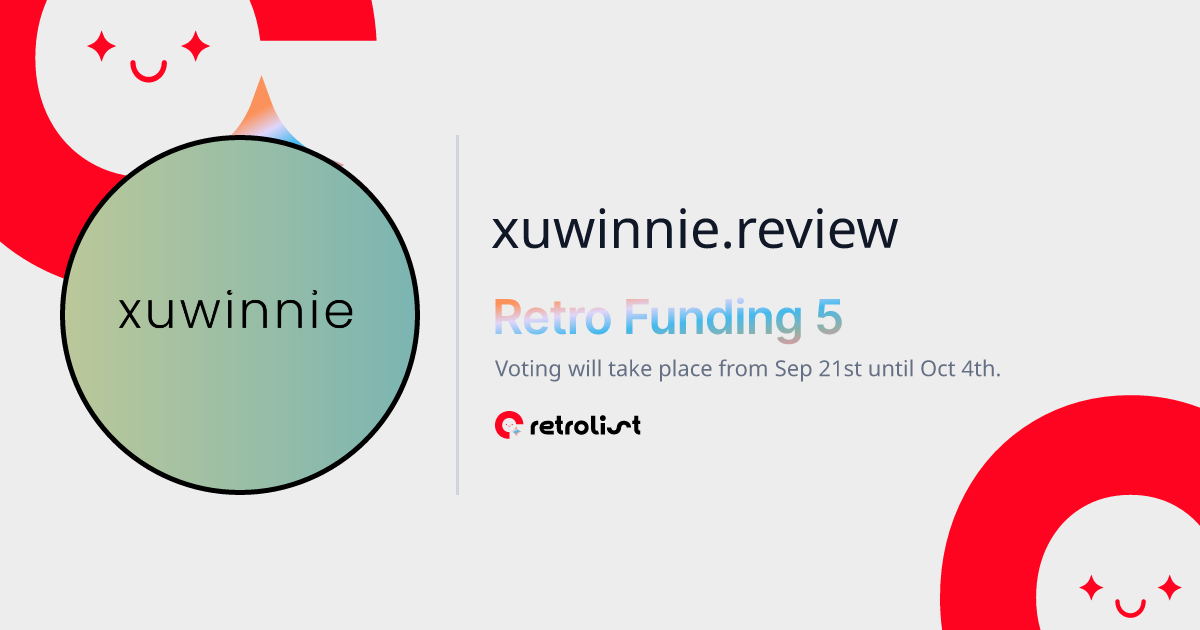 xuwinnie
xuwinnie.review
Retro Funding 5
Voting will take place from Sep 21st until Oct 4th.
retrolist